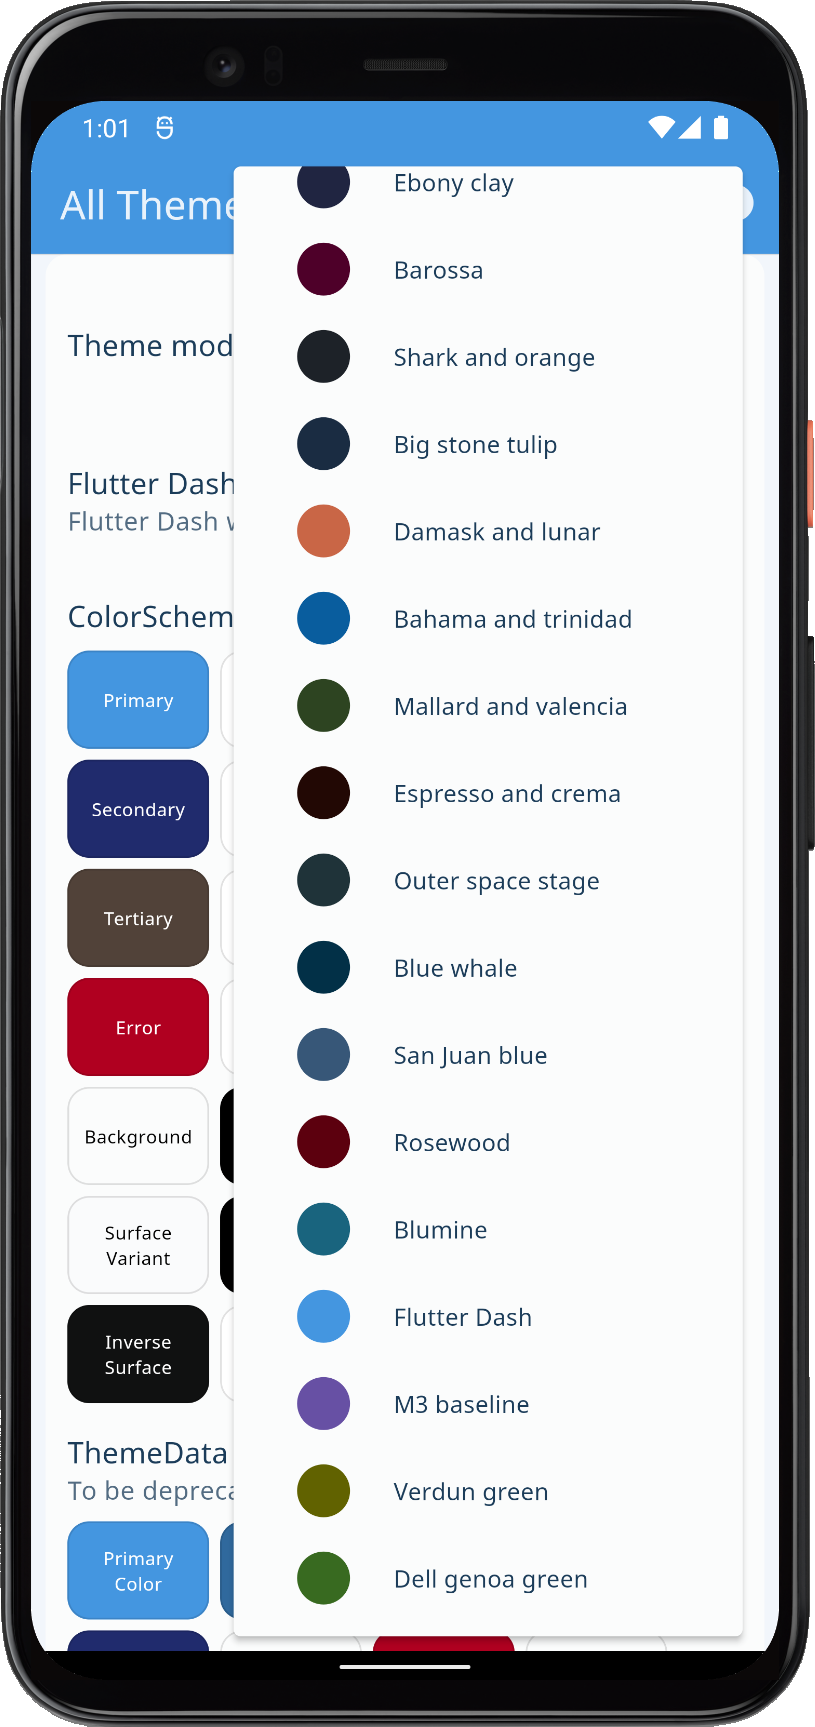 1:01
All Theme
Ebony clay
Barossa
Theme mod
Shark and orange
Big stone tulip
Flutter Dash
Flutter Dash w
Damask and lunar
ColorSchem
Bahama and trinidad
Primary
Mallard and valencia
Secondary
Espresso and crema
Tertiary
Outer space stage
Blue whale
Error
San Juan blue
Background
Rosewood
Surface
Variant
Blumine
Flutter Dash
Inverse
Surface
M3 baseline
ThemeData
To be depreca
Verdun green
Primary
Color
Dell genoa green